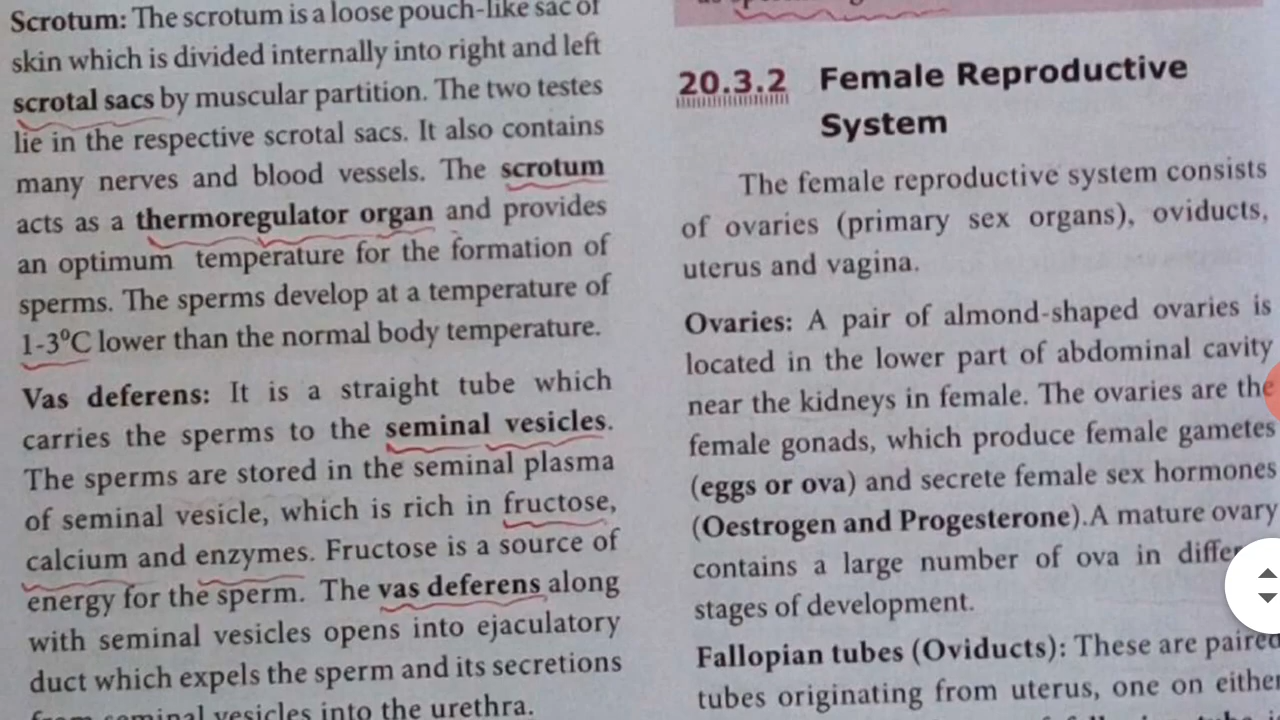 Scrotum: The scrotum is a loose pouch-like sac of
skin which is divided internally into right and left
scrotal sacs by muscular partition. The two testes
lie in the respective scrotal sacs. It also contains
many nerves and blood vessels. The scrotum
acts as a thermoregulator organ and provides
an optimum temperature for the formation of
sperms. The sperms develop at a temperature of
1-3°C lower than the normal body temperature.
Vas deferens: It is a straight tube which
carries the sperms to the seminal vesicles.
The sperms are stored in the seminal plasma
of seminal vesicle, which is rich in fructose,
calcium and enzymes. Fructose is a source of
energy for the sperm. The vas deferens along
with seminal vesicles opens into ejaculatory
duct which expels the sperm and its secretions
from seminal vesicles into the urethra.
20.3.2 Female Reproductive
System
The female reproductive system consists
of ovaries (primary sex organs), oviducts,
uterus and vagina.
Ovaries: A pair of almond-shaped ovaries is
located in the lower part of abdominal cavity
near the kidneys in female. The ovaries are the
female gonads, which produce female gametes
(eggs or ova) and secrete female sex hormones
(Oestrogen and Progesterone).A mature ovary
contains a large number of ova in
stages of development.
Fallopian tubes (Oviducts): These are paired
tubes originating from uterus, one on either